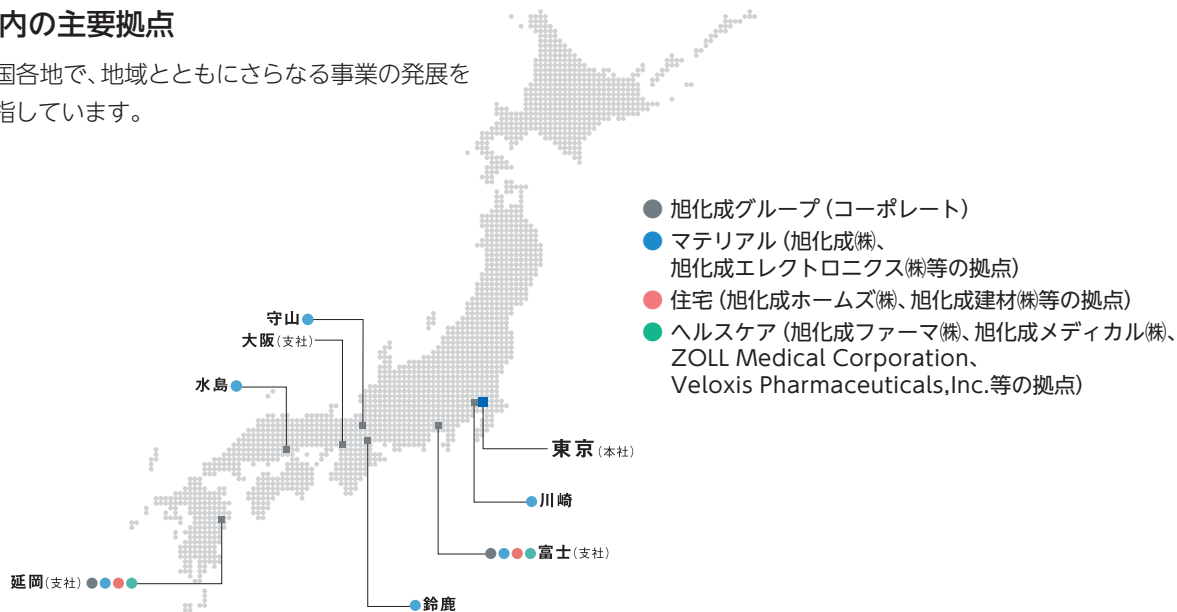 内の主要拠点
国各地で、地域とともにさらなる事業の発展を
指しています。
旭化成グループ（コーポレート）
マテリアル（旭化成㈱、
旭化成エレクトロニクス㈱等の拠点）
住宅（旭化成ホームズ㈱、旭化成建材㈱等の拠点）
ヘルスケア（旭化成ファーマ㈱、旭化成メディカル㈱、
ZOLL Medical Corporation、
Veloxis Pharmaceuticals,Inc.等の拠点）
守山
大阪（支社）
水島
東京（本社）
川崎
富士（支社）
延岡（支社）
鈴鹿